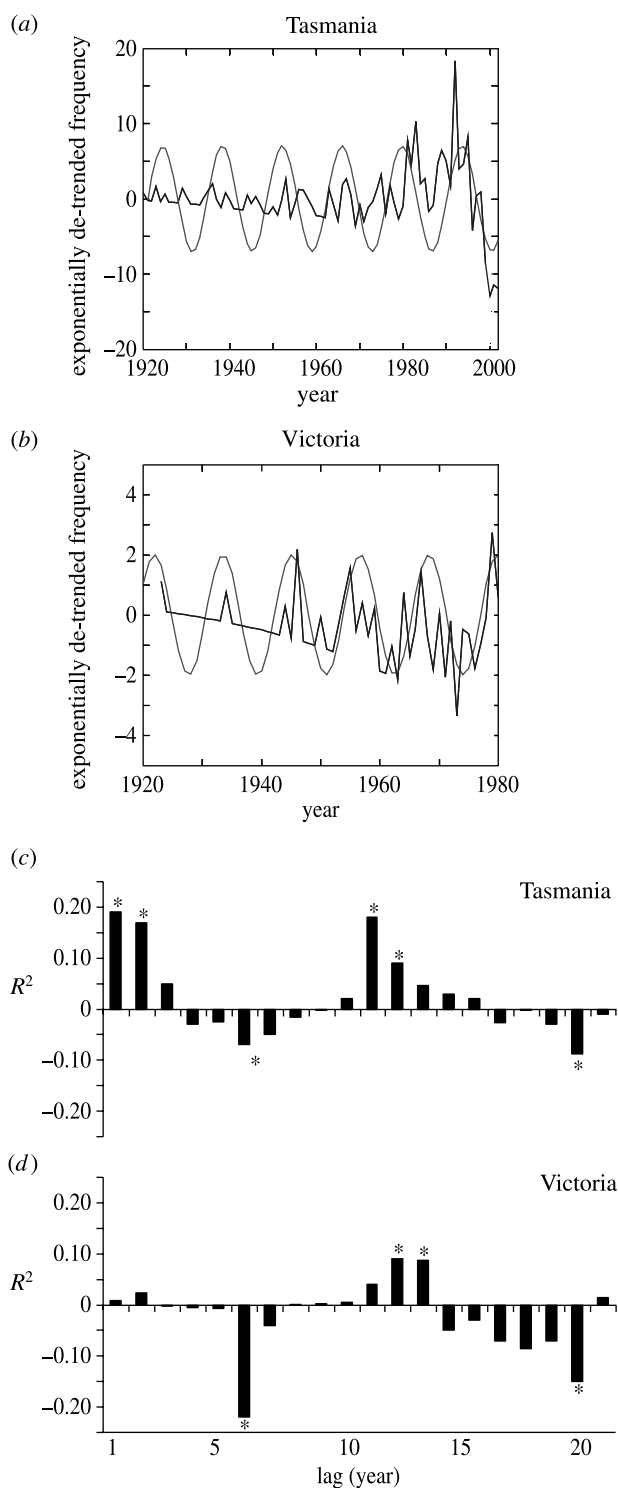 (a)
Tasmania
exponentially de-trended frequency
20
10
0
−10
−20
1920 1940 1960 1980 2000
year
(b)
Victoria
exponentially de-trended frequency
4
2
0
−2
−4
1920 1940 1960 1980
year
(c)
Tasmania
R²
0.20
0.10
0
−0.10
−0.20
* * * * * *
(d)
Victoria
R²
0.20
0.10
0
−0.10
−0.20
* * * *
1 5 10 15 20
lag (year)